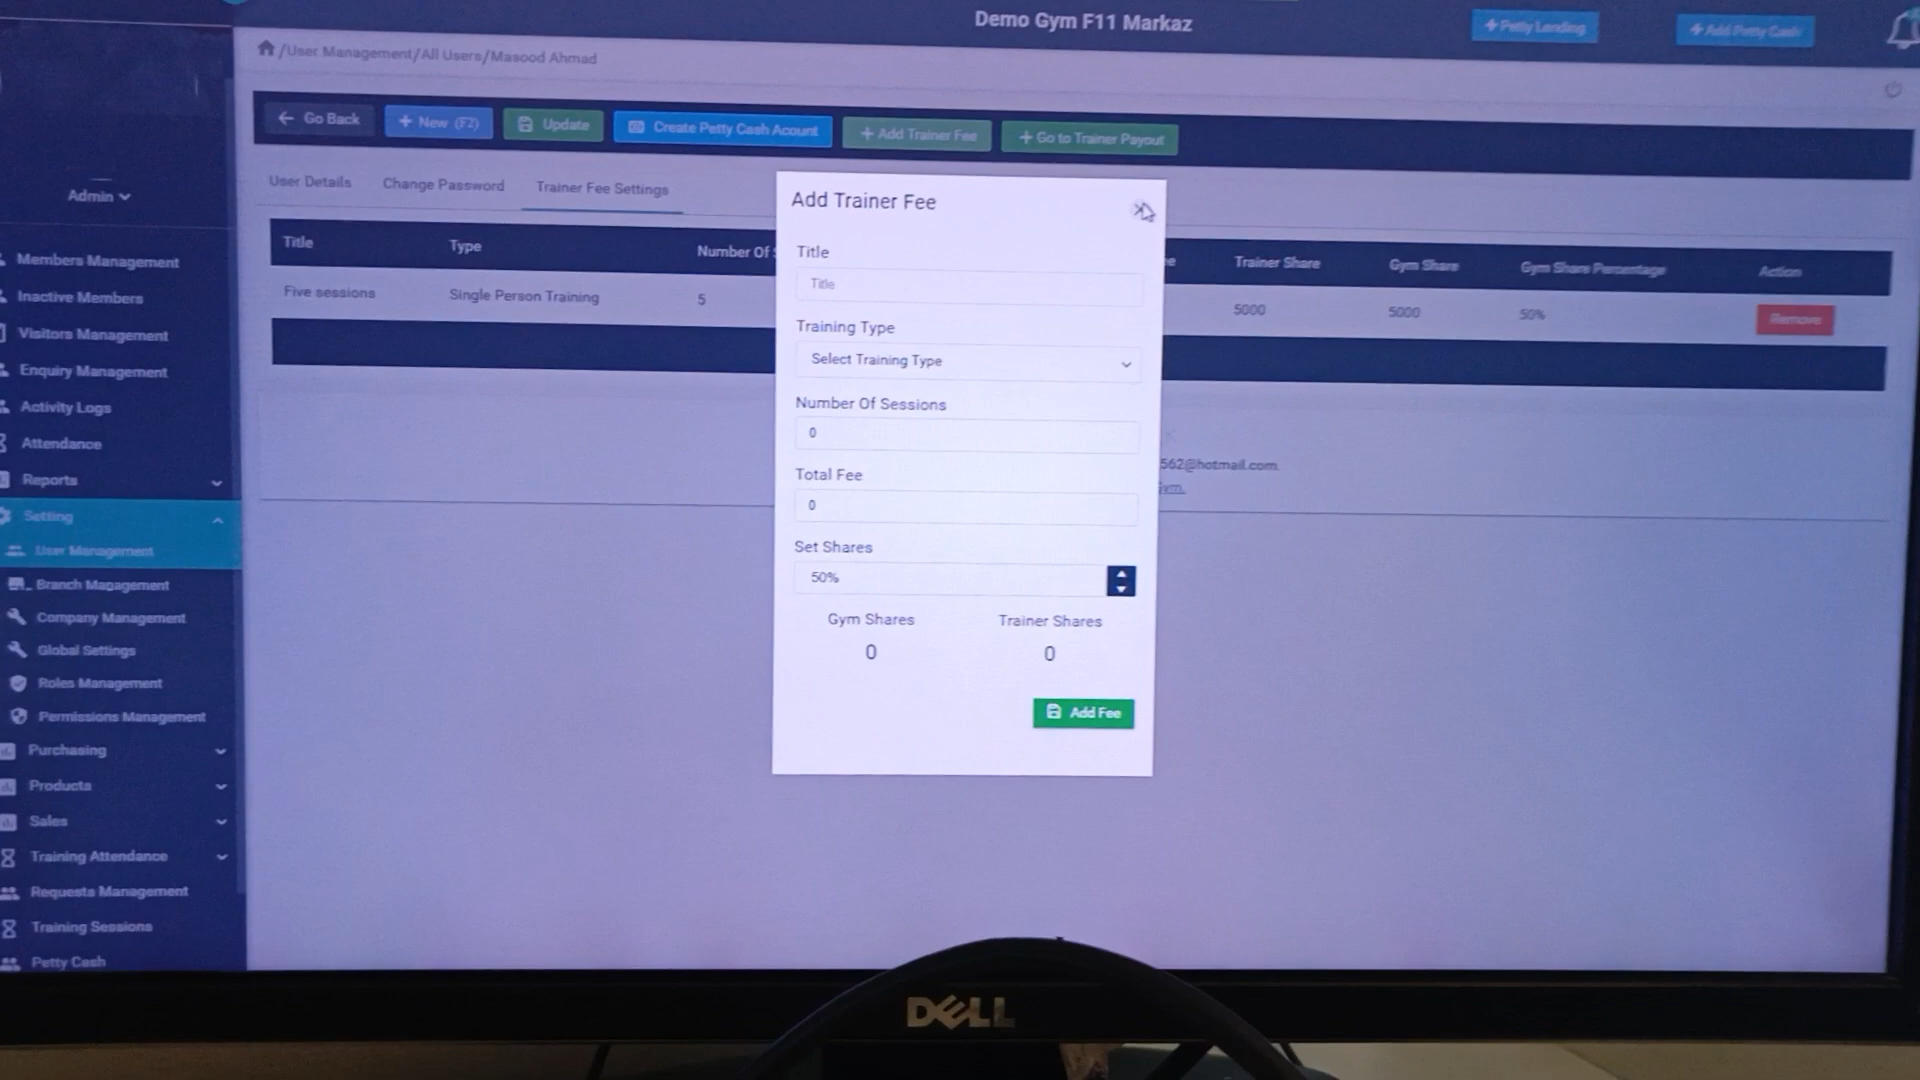 Demo Gym F11 Markaz
+ Petty Lending
+ Add Petty Cash
/User Management/All Users/Masood Ahmad
Go Back
+ New (F2)
Update
Create Petty Cash Acount
+ Add Trainer Fee
+ Go to Trainer Payout
Admin
User Details
Change Password
Trainer Fee Settings
Title
Type
Number Of
Trainer Share
Gym Share
Gym Share Percentage
Action
Five sessions
Single Person Training
5
5000
5000
50%
Remove
562@hotmail.com
Add Trainer Fee
Title
Title
Training Type
Select Training Type
Number Of Sessions
0
Total Fee
0
Set Shares
50%
Gym Shares
Trainer Shares
0
0
Add Fee
Members Management
Inactive Members
Visitors Management
Enquiry Management
Activity Logs
Attendance
Reports
Setting
User Management
Branch Management
Company Management
Global Settings
Roles Management
Permissions Management
Purchasing
Products
Sales
Training Attendance
Requests Management
Training Sessions
Petty Cash
DELL